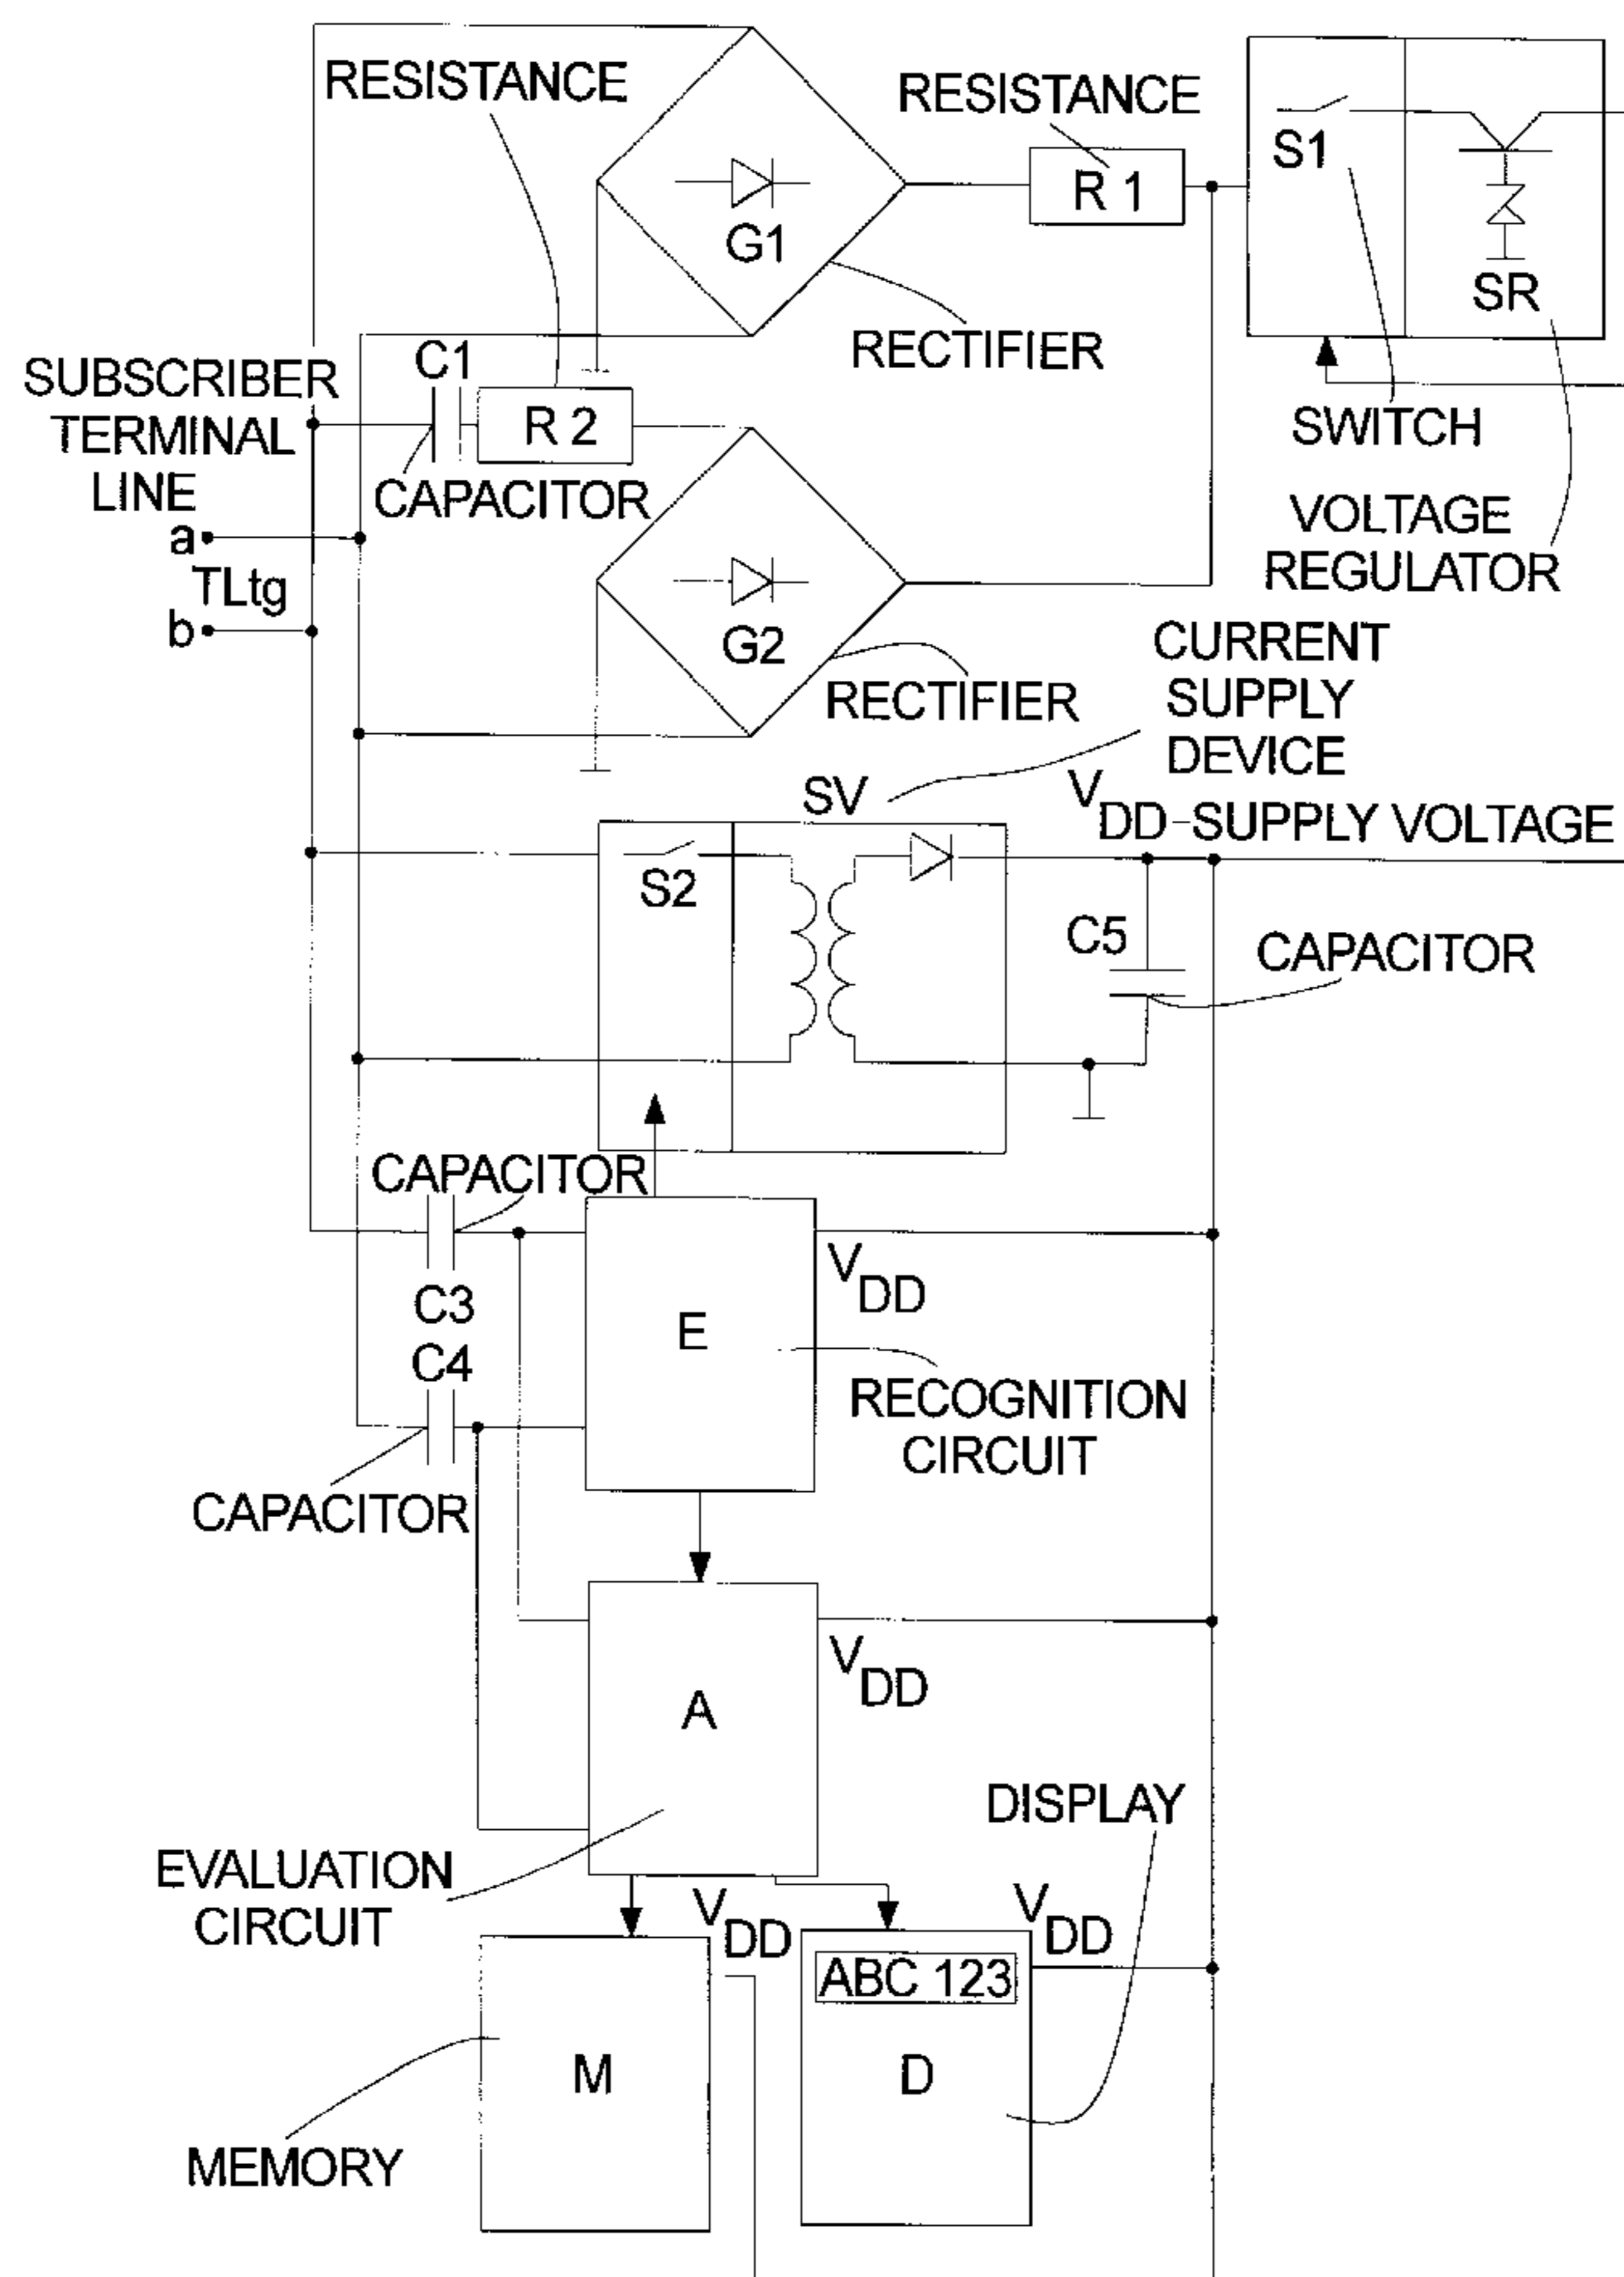 RESISTANCE
RESISTANCE
R 1
S1
G1
SR
RECTIFIER
SUBSCRIBER
TERMINAL
LINE
C1
R 2
SWITCH
CAPACITOR
a
TLtg
b
VOLTAGE
REGULATOR
G2
RECTIFIER
CURRENT
SUPPLY
DEVICE
SV
VDD-SUPPLY VOLTAGE
S2
C5
CAPACITOR
CAPACITOR
C3
VDD
E
C4
RECOGNITION
CIRCUIT
CAPACITOR
VDD
A
DISPLAY
EVALUATION
CIRCUIT
VDD
VDD
ABC 123
M
D
MEMORY